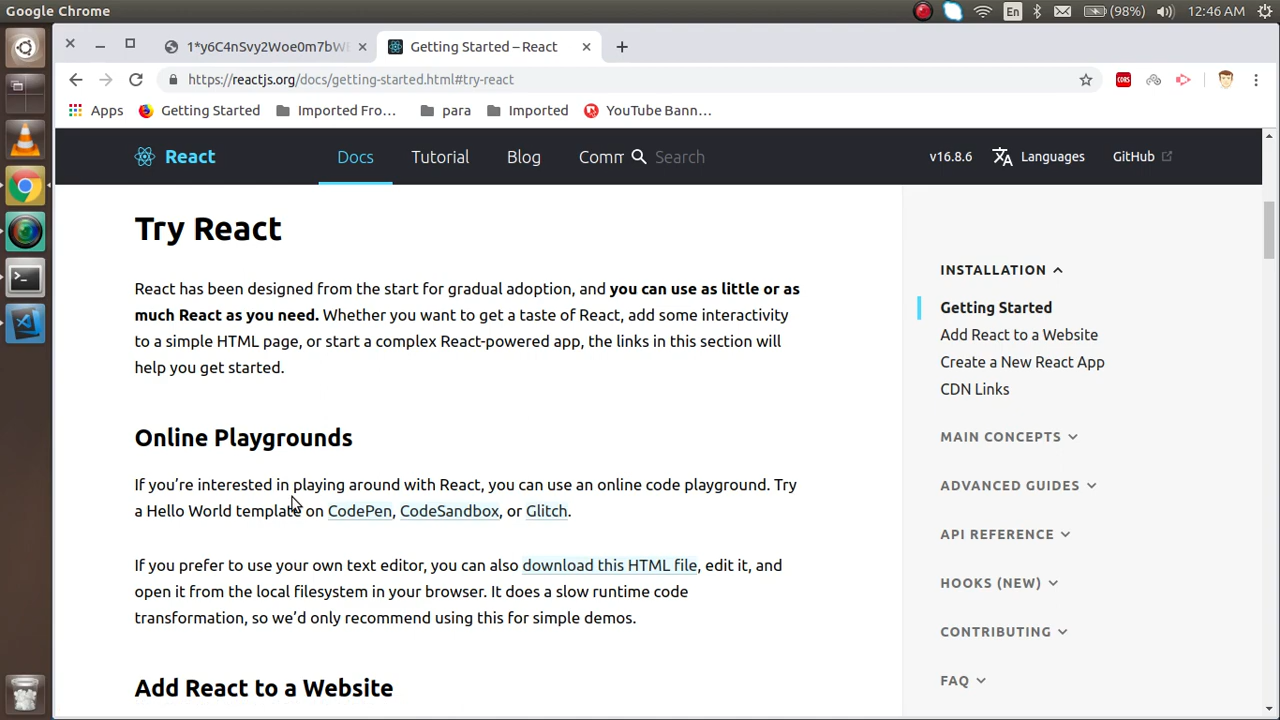 Google Chrome
En
(98%)
12:46 AM
1*y6C4nSvy2Woe0m7bW
Getting Started – React
https://reactjs.org/docs/getting-started.html#try-react
CORS
Apps
Getting Started
Imported Fro...
para
Imported
YouTube Bann...
React
Docs
Tutorial
Blog
Comm
Search
v16.8.6
Languages
GitHub
Try React
React has been designed from the start for gradual adoption, and you can use as little or as
much React as you need. Whether you want to get a taste of React, add some interactivity
to a simple HTML page, or start a complex React-powered app, the links in this section will
help you get started.
Online Playgrounds
If you’re interested in playing around with React, you can use an online code playground. Try
a Hello World template on CodePen, CodeSandbox, or Glitch.
If you prefer to use your own text editor, you can also download this HTML file, edit it, and
open it from the local filesystem in your browser. It does a slow runtime code
transformation, so we’d only recommend using this for simple demos.
Add React to a Website
INSTALLATION
Getting Started
Add React to a Website
Create a New React App
CDN Links
MAIN CONCEPTS
ADVANCED GUIDES
API REFERENCE
HOOKS (NEW)
CONTRIBUTING
FAQ